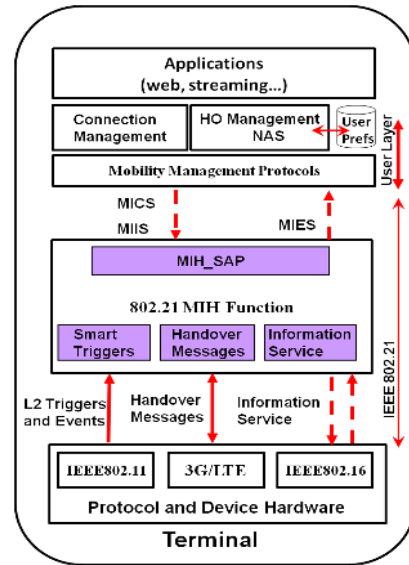 Applications
(web, streaming...)
Connection
Management
HO Management
NAS
User
Prefs
User Layer
Mobility Management Protocols
MICS
MIIS
MIES
MIH_SAP
802.21 MIH Function
Smart
Triggers
Handover
Messages
Information
Service
IEEE802.21
L2 Triggers
and Events
Handover
Messages
Information
Service
IEEE802.11
3G/LTE
IEEE802.16
Protocol and Device Hardware
Terminal